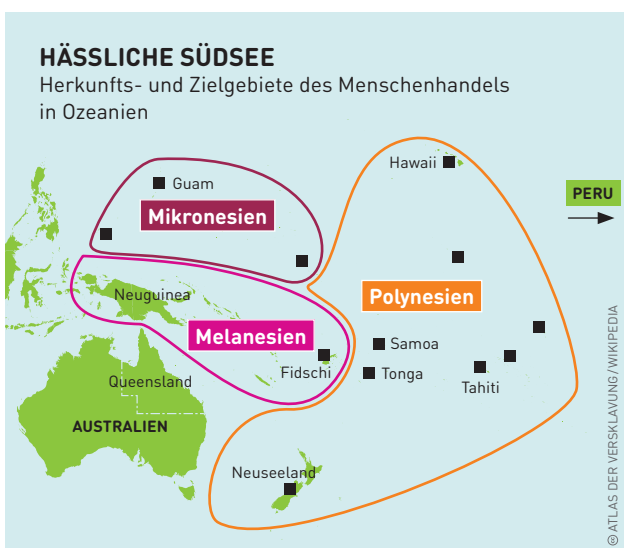 HÄSSLICHE SÜDSEE
Herkunfts- und Zielgebiete des Menschenhandels
in Ozeanien
Hawaii
Guam
PERU
Mikronesien
Neuguinea
Polynesien
Melanesien
Samoa
Fidschi
Tonga
Queensland
Tahiti
AUSTRALIEN
Neuseeland
© ATLAS DER VERSKLAVUNG/WIKIPEDIA